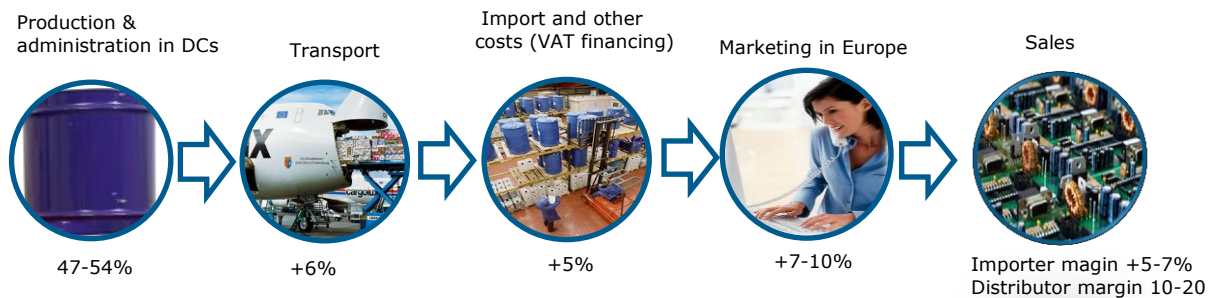 Production &
administration in DCs
Transport
Import and other
costs (VAT financing)
Marketing in Europe
Sales
X
cargolux
47-54%
+6%
+5%
+7-10%
Importer magin +5-7%
Distributor margin 10-20